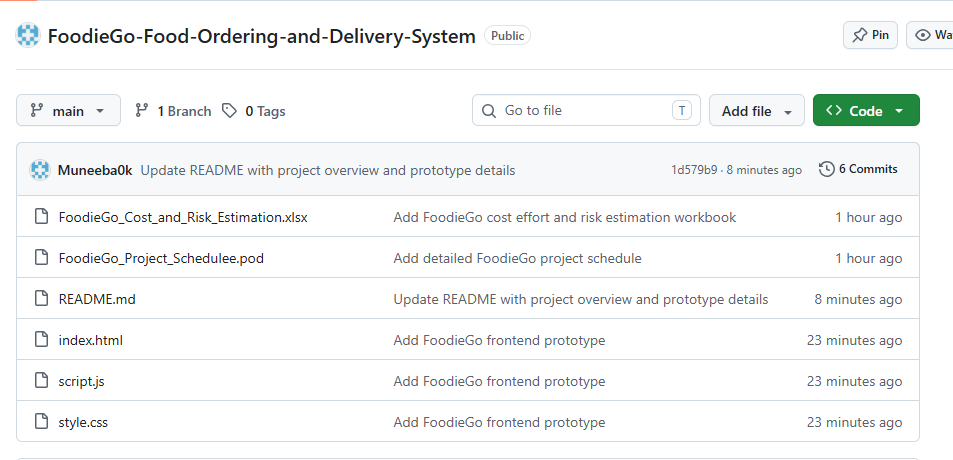 FoodieGo-Food-Ordering-and-Delivery-System Public Pin Wa
main 1 Branch 0 Tags Go to file T Add file Code
Muneeba0k Update README with project overview and prototype details 1d579b9 · 8 minutes ago 6 Commits
FoodieGo_Cost_and_Risk_Estimation.xlsx Add FoodieGo cost effort and risk estimation workbook 1 hour ago
FoodieGo_Project_Schedulee.pod Add detailed FoodieGo project schedule 1 hour ago
README.md Update README with project overview and prototype details 8 minutes ago
index.html Add FoodieGo frontend prototype 23 minutes ago
script.js Add FoodieGo frontend prototype 23 minutes ago
style.css Add FoodieGo frontend prototype 23 minutes ago